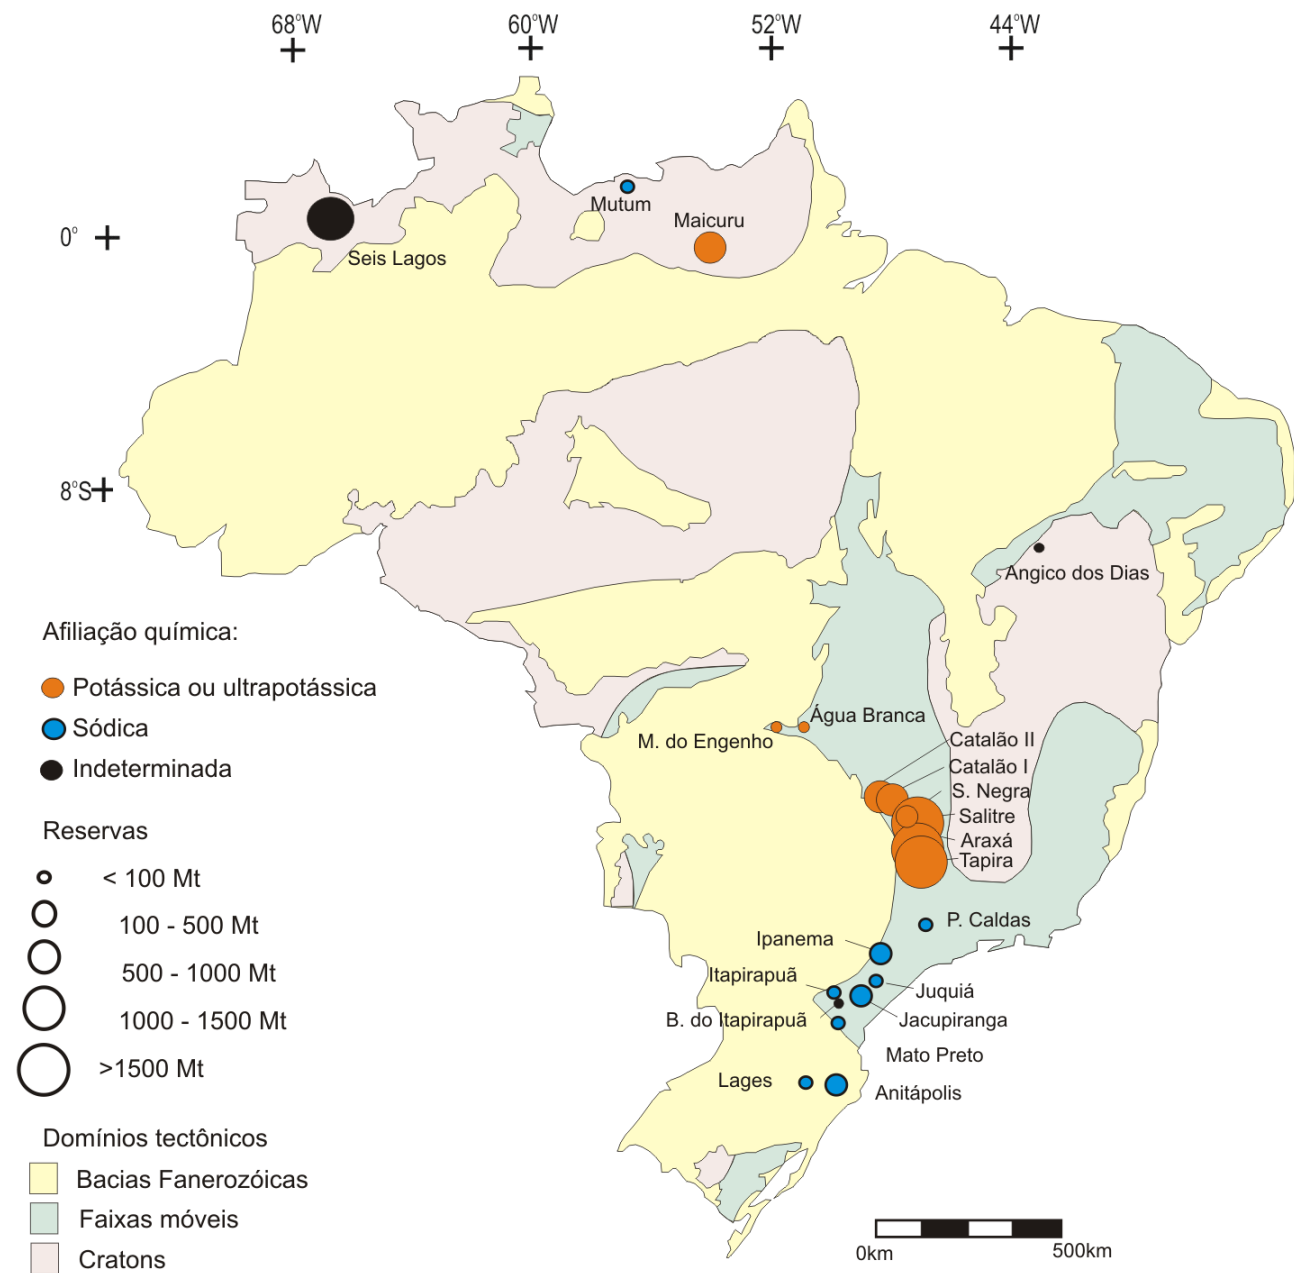 68°W
60°W
52°W
44°W
Mutum
Maicuru
0°
Seis Lagos
8°S
Angico dos Dias
Afiliação química:
Potássica ou ultrapotássica
Sódica
Indeterminada
Água Branca
M. do Engenho
Catalão II
Catalão I
S. Negra
Salitre
Araxá
Tapira
Reservas
< 100 Mt
100 - 500 Mt
500 - 1000 Mt
1000 - 1500 Mt
>1500 Mt
P. Caldas
Ipanema
Itapirapuã
Juquiá
B. do Itapirapuã
Jacupiranga
Mato Preto
Lages
Anitápolis
Domínios tectônicos
Bacias Fanerozóicas
Faixas móveis
Cratons
0km
500km